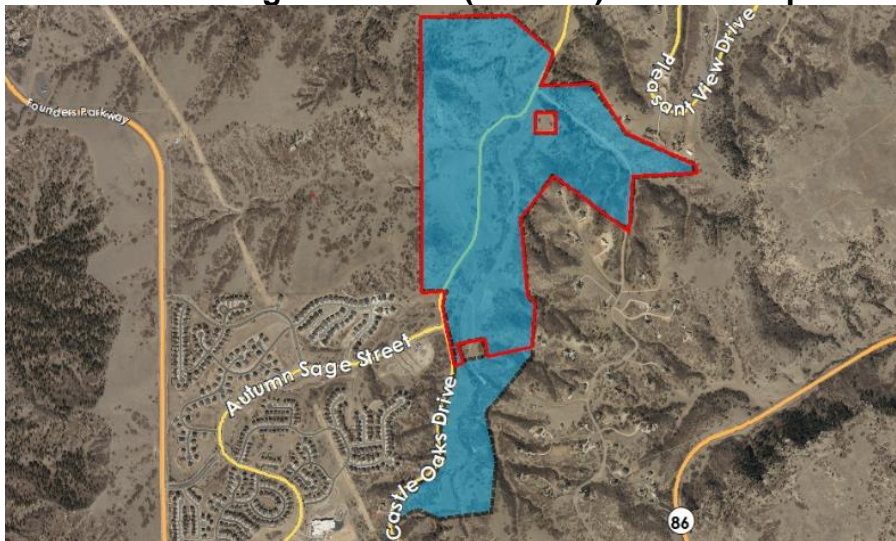 Pleasant View Drive
Founders Parkway
Autumn Sage Street
Castle Oaks Drive
86